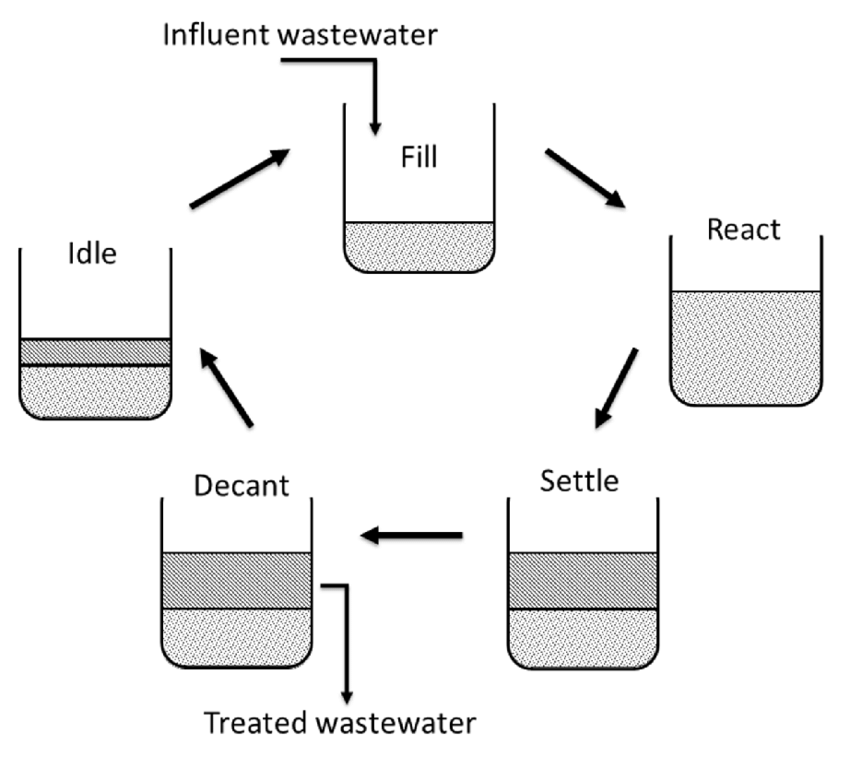 Influent wastewater
Fill
React
Idle
Settle
Decant
Treated wastewater